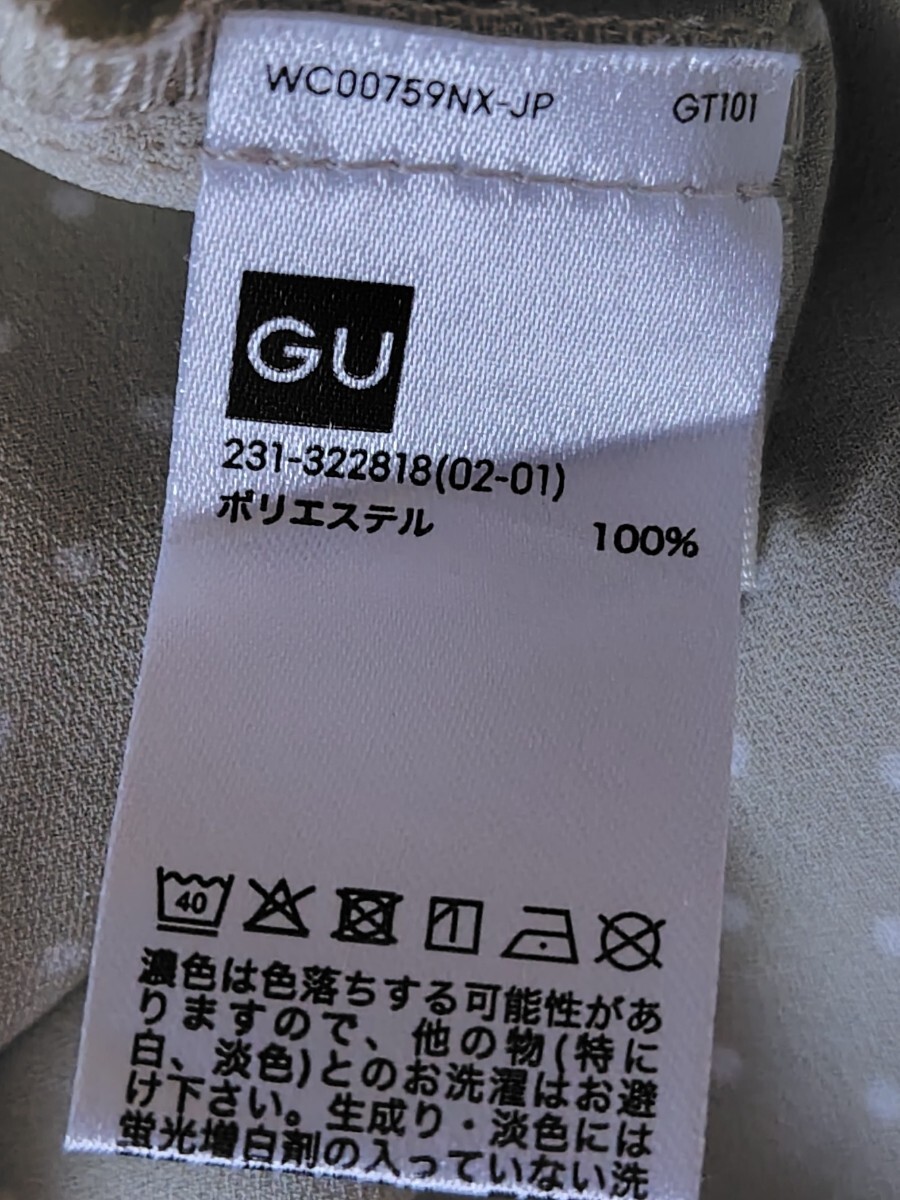 WC00759NX-JP GT101
GU
231-322818(02-01)
ポリエステル 100%
40
濃色は色落ちする可能性があ
りますので、他の物(特に
白、淡色)とのお洗濯はお避
け下さい。生成り・淡色には
蛍光増白剤の入っていない洗